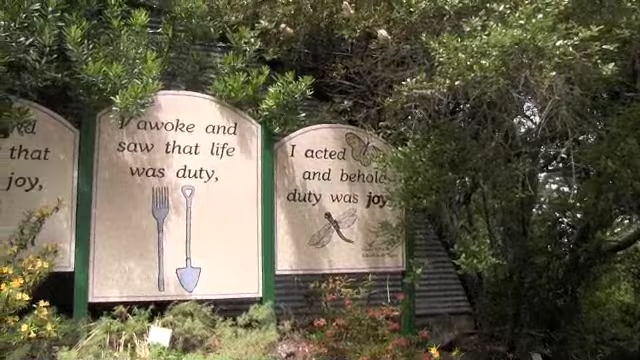 that
joy,
I awoke and
saw that life
was duty,
I acted
and behold
duty was joy